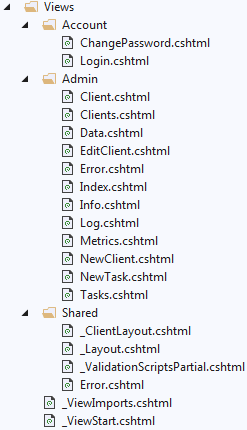 Views
Account
ChangePassword.cshtml
Login.cshtml
Admin
Client.cshtml
Clients.cshtml
Data.cshtml
EditClient.cshtml
Error.cshtml
Index.cshtml
Info.cshtml
Log.cshtml
Metrics.cshtml
NewClient.cshtml
NewTask.cshtml
Tasks.cshtml
Shared
_ClientLayout.cshtml
_Layout.cshtml
_ValidationScriptsPartial.cshtml
Error.cshtml
_ViewImports.cshtml
_ViewStart.cshtml